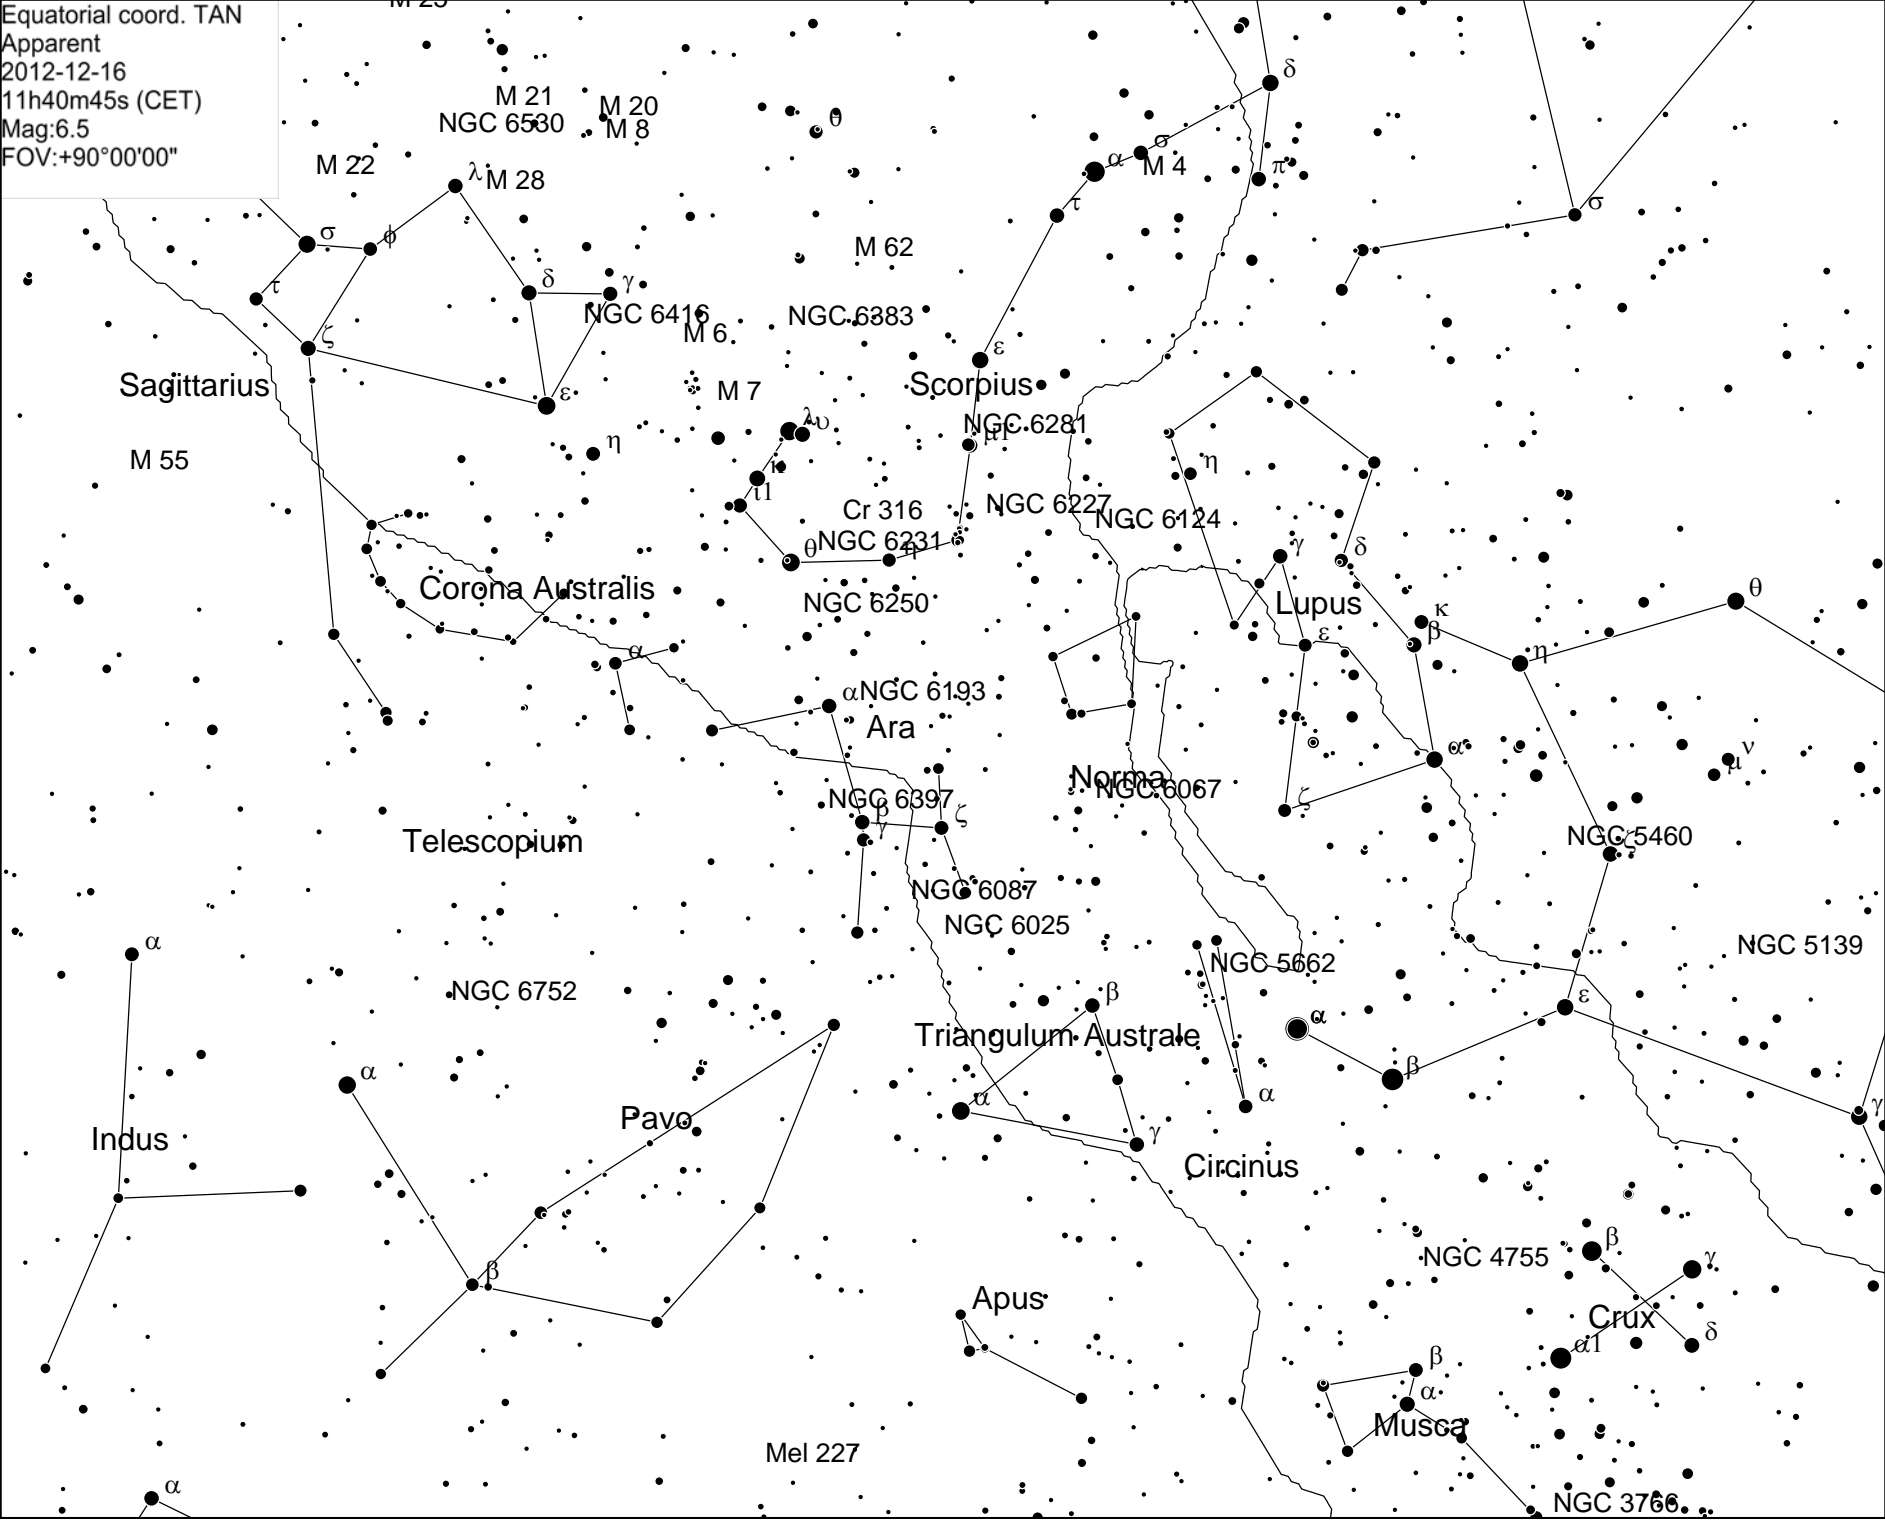 Equatorial coord. TAN
Apparent
2012-12-16
11h40m45s (CET)
Mag:6.5
FOV:+90°00'00"
M 25
δ
M 21
M 20
NGC 6530
M 8
θ
σ
M 22
α
M 4
π
λ
M 28
τ
σ
σ
ϕ
M 62
δ
γ
τ
NGC 6416
NGC 6383
M 6
ζ
ε
Sagittarius
M 7
Scorpius
ε
λ
υ
NGC 6281
μ1
η
M 55
κ
η
ι1
Cr 316
NGC 6227
NGC 6124
θ
NGC 6231
η
γ
δ
Corona Australis
NGC 6250
Lupus
θ
κ
β
ε
α
η
α
NGC 6193
Ara
α
ν
μ
Norma
NGC 6067
NGC 6397
ζ
β
ζ
γ
Telescopium
NGC 5460
ζ
NGC 6087
NGC 6025
α
NGC 5662
NGC 5139
NGC 6752
β
ε
α
Triangulum Australe
α
β
α
α
γ
Pavo
γ
Indus
Circinus
β
NGC 4755
γ
β
Apus
Crux
δ
α1
β
α
Musca
Mel 227
α
NGC 3766